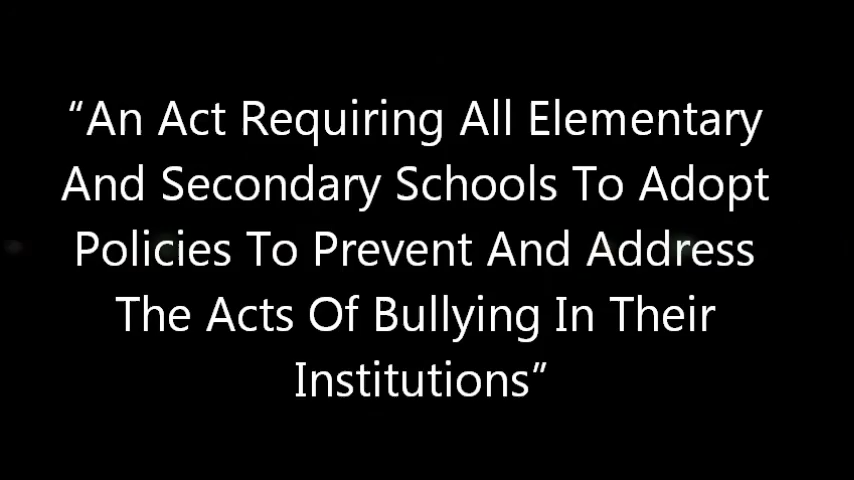 “An Act Requiring All Elementary
And Secondary Schools To Adopt
Policies To Prevent And Address
The Acts Of Bullying In Their
Institutions”